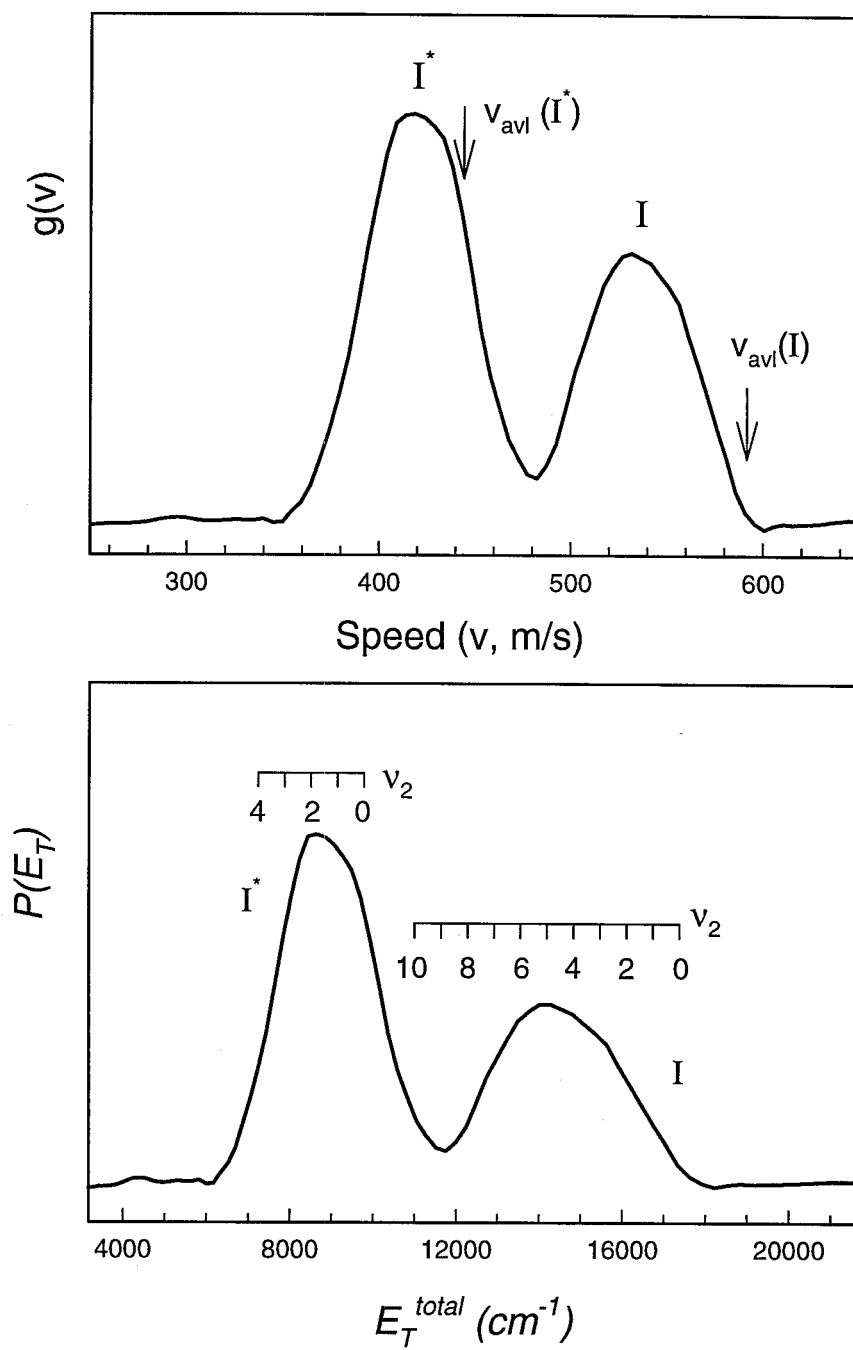 I*
v_avl (I*)
I
v_avl(I)
g(v)
300 400 500 600
Speed (v, m/s)
ν₂
4 2 0
I*
ν₂
10 8 6 4 2 0
I
P(E_T)
4000 8000 12000 16000 20000
E_T^total (cm⁻¹)